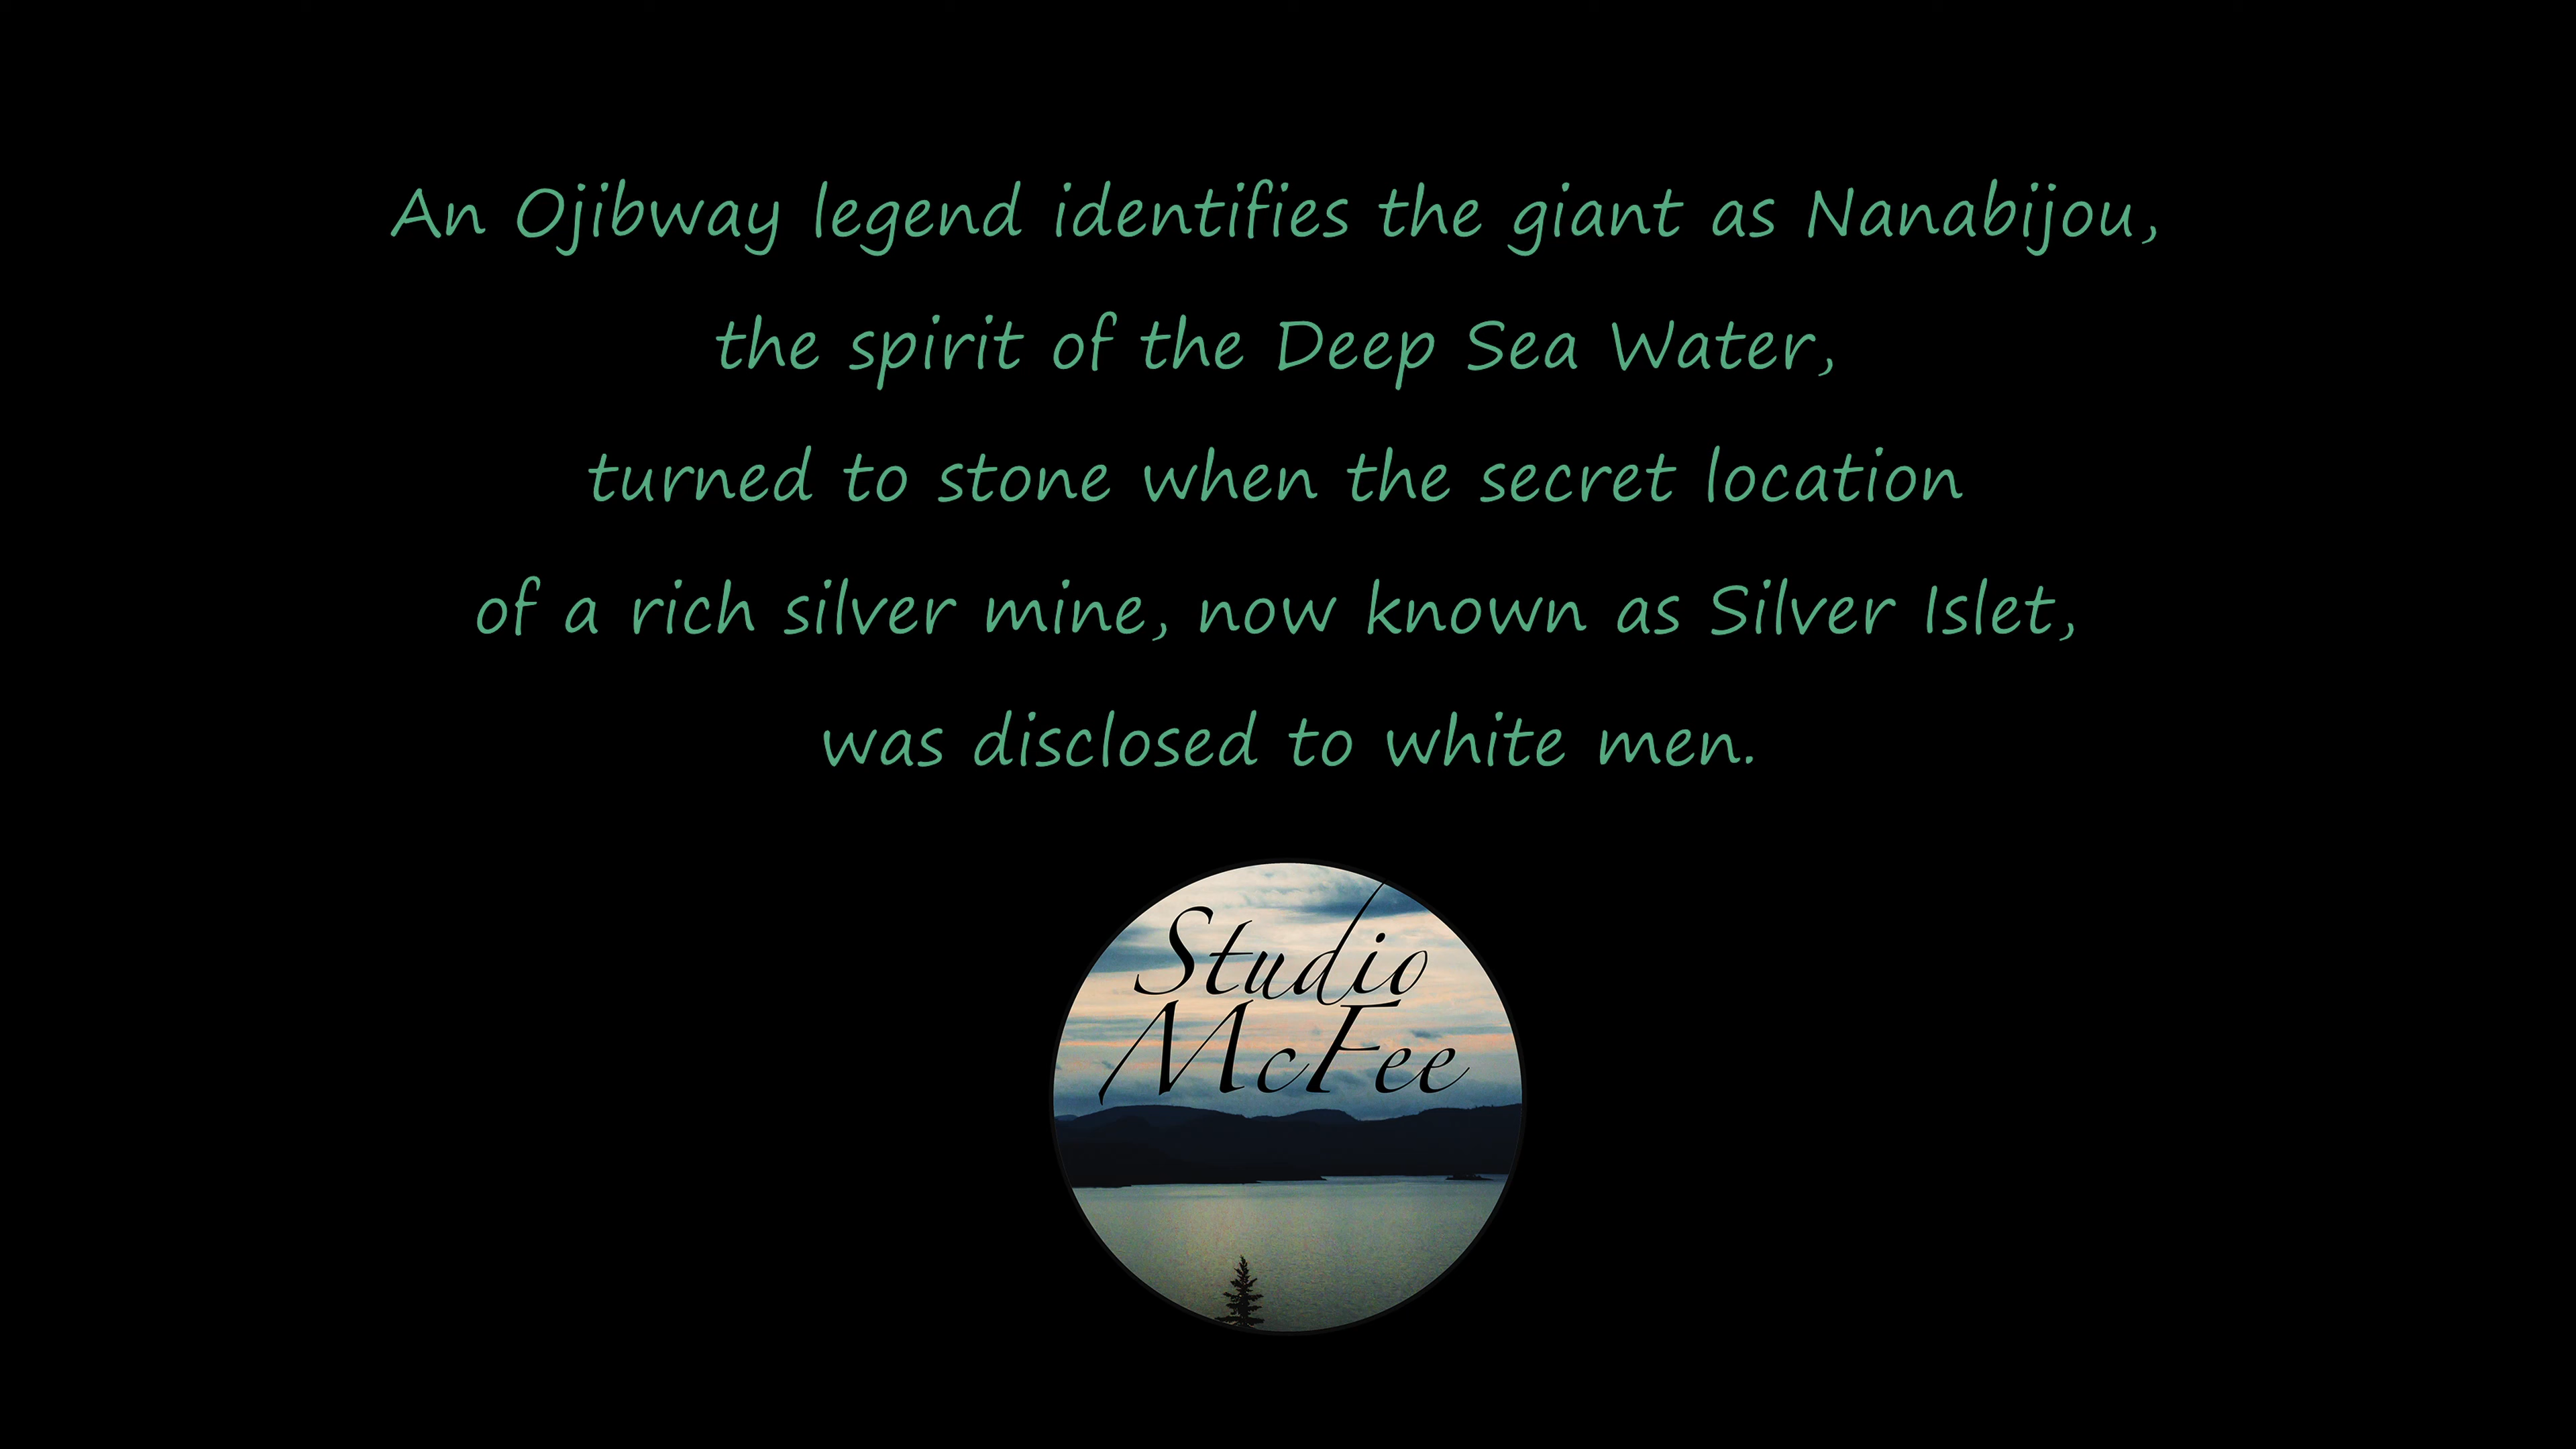 An Ojibway legend identifies the giant as Nanabijou,
the spirit of the Deep Sea Water,
turned to stone when the secret location
of a rich silver mine, now known as Silver Islet,
was disclosed to white men.
Studio
McFee